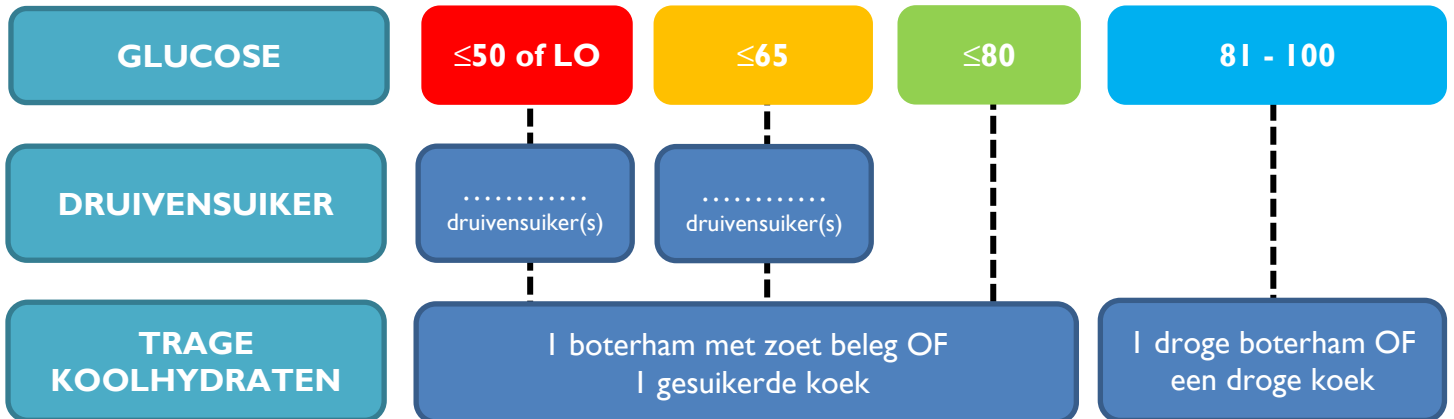 GLUCOSE
≤50 of LO
≤65
≤80
81 - 100
DRUIVENSUIKER
............
druivensuiker(s)
............
druivensuiker(s)
TRAGE
KOOLHYDRATEN
1 boterham met zoet beleg OF
1 gesuikerde koek
1 droge boterham OF
een droge koek